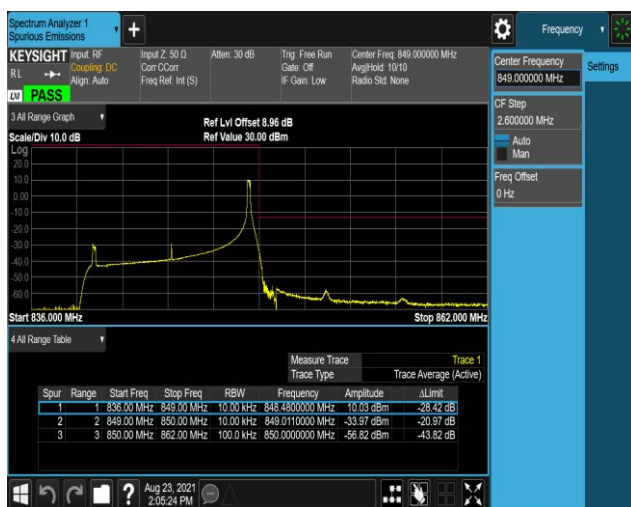 Spectrum Analyzer 1
Spurious Emissions
+
Frequency
KEYSIGHT Input: RF Input Z: 50 Ω Atten: 30 dB Trig: Free Run Center Freq: 849.000000 MHz
RL Coupling: DC Corr CCorr Gate: Off Avg|Hold: 10/10
Align: Auto Freq Ref: Int (S) IF Gain: Low Radio Std: None
LXI PASS
Center Frequency
849.000000 MHz
Settings
CF Step
2.600000 MHz
Auto
Man
Freq Offset
0 Hz
3 All Range Graph
Ref Lvl Offset 8.96 dB
Scale/Div 10.0 dB Ref Value 30.00 dBm
Log
20.0
10.0
0.00
-10.0
-20.0
-30.0
-40.0
-50.0
-60.0
Start 836.000 MHz Stop 862.000 MHz
4 All Range Table
Measure Trace Trace 1
Trace Type Trace Average (Active)
Spur Range Start Freq Stop Freq RBW Frequency Amplitude ΔLimit
1 1 836.00 MHz 849.00 MHz 10.00 kHz 848.4800000 MHz 10.03 dBm -28.42 dB
2 2 849.00 MHz 850.00 MHz 10.00 kHz 849.0110000 MHz -33.97 dBm -20.97 dB
3 3 850.00 MHz 862.00 MHz 100.0 kHz 850.0000000 MHz -56.82 dBm -43.82 dB
? Aug 23, 2021
2:05:24 PM